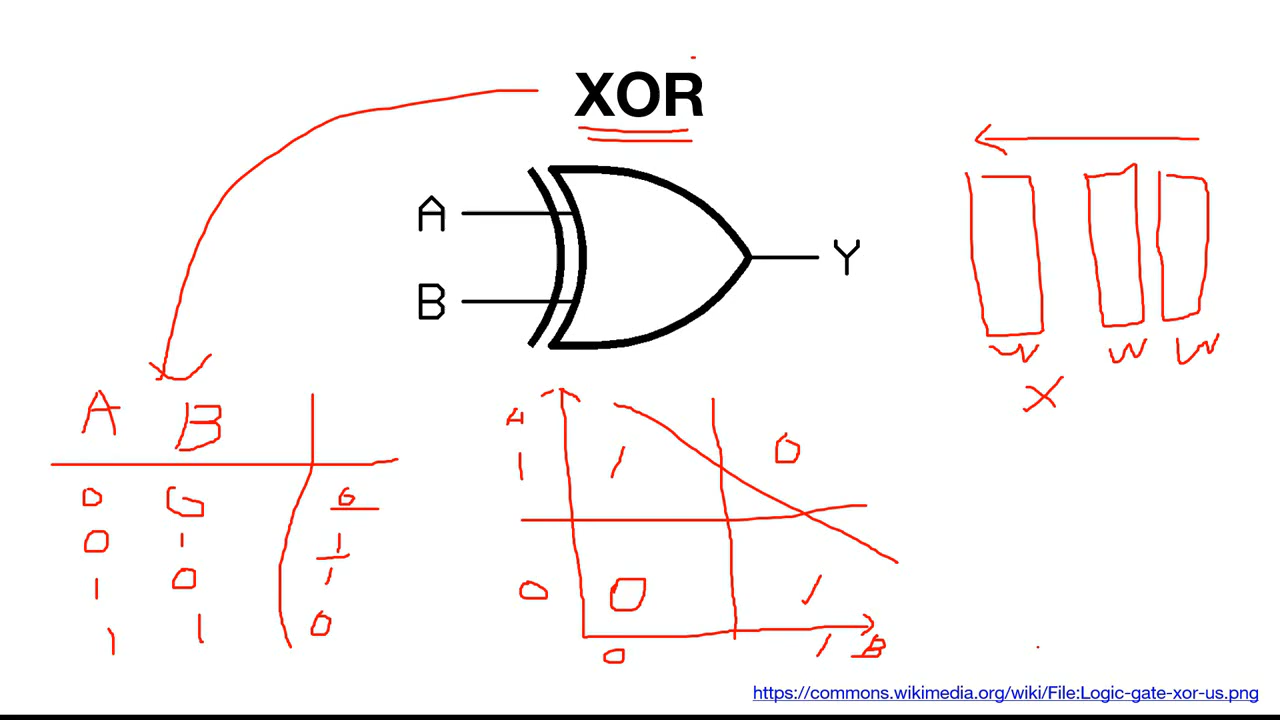 XOR
A
B
Y
W W W
X
A B
0 0 0
0 1 1
1 0 1
1 1 0
A
1 1 0
0 0 1
0 1 B
https://commons.wikimedia.org/wiki/File:Logic-gate-xor-us.png